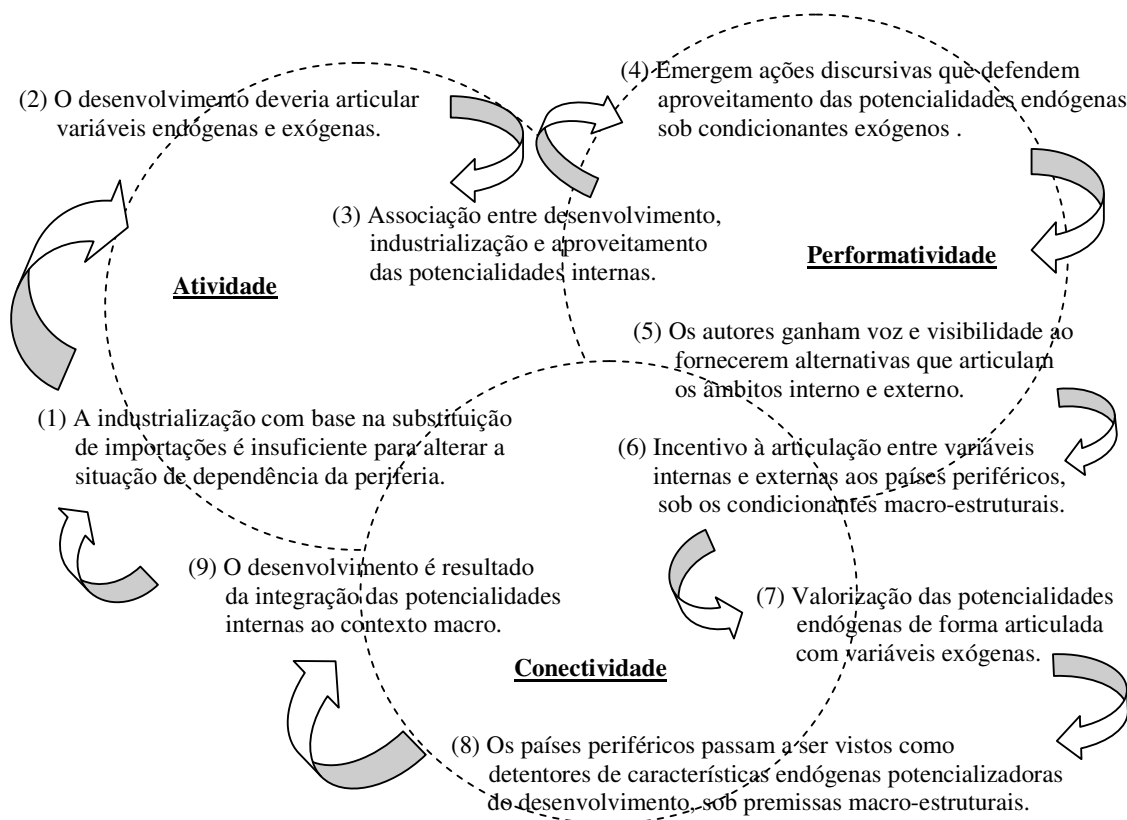 (4) Emergem ações discursivas que defendem
aproveitamento das potencialidades endógenas
sob condicionantes exógenos .
(2) O desenvolvimento deveria articular
variáveis endógenas e exógenas.
(3) Associação entre desenvolvimento,
industrialização e aproveitamento
das potencialidades internas.
Performatividade
Atividade
(5) Os autores ganham voz e visibilidade ao
fornecerem alternativas que articulam
os âmbitos interno e externo.
(1) A industrialização com base na substituição
de importações é insuficiente para alterar a
situação de dependência da periferia.
(6) Incentivo à articulação entre variáveis
internas e externas aos países periféricos,
sob os condicionantes macro-estruturais.
(9) O desenvolvimento é resultado
da integração das potencialidades
internas ao contexto macro.
(7) Valorização das potencialidades
endógenas de forma articulada
com variáveis exógenas.
Conectividade
(8) Os países periféricos passam a ser vistos como
detentores de características endógenas potencializadoras
do desenvolvimento, sob premissas macro-estruturais.